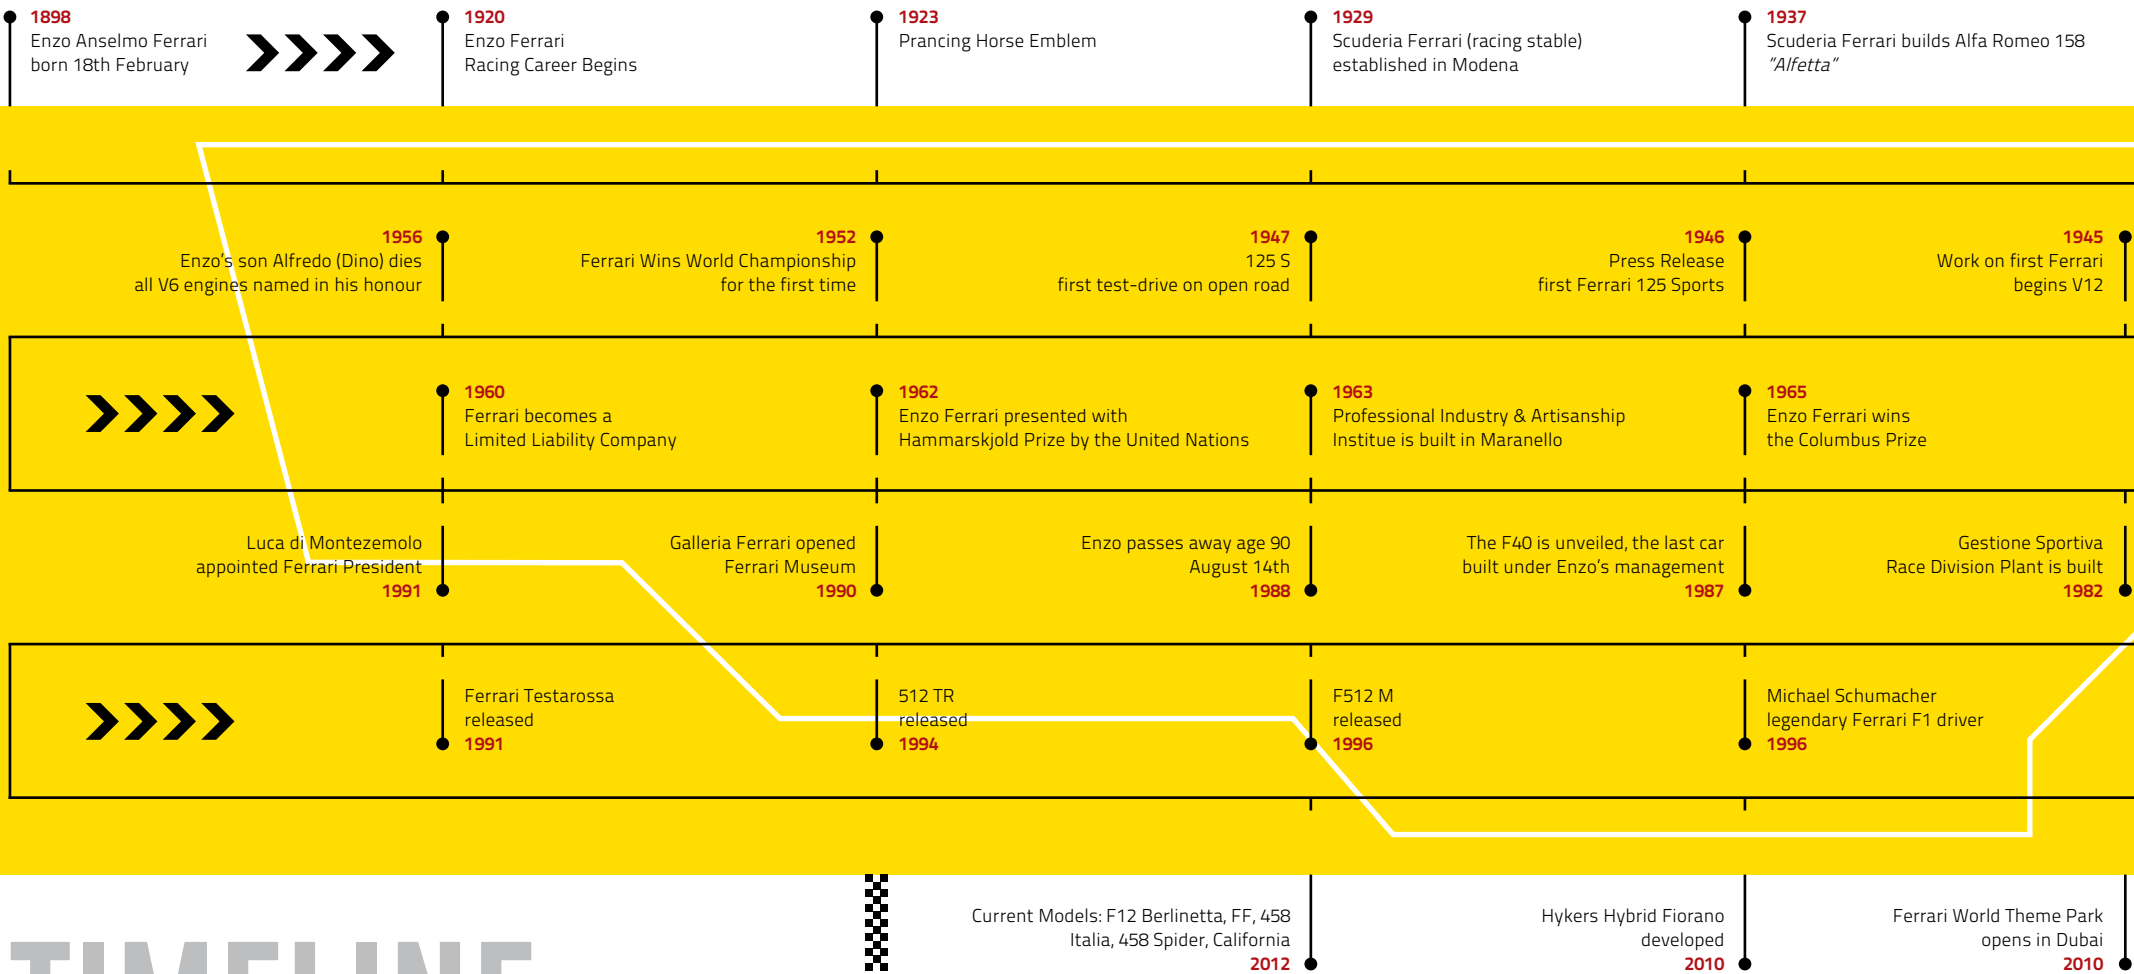 1898
Enzo Anselmo Ferrari
born 18th February
1920
Enzo Ferrari
Racing Career Begins
1923
Prancing Horse Emblem
1929
Scuderia Ferrari (racing stable)
established in Modena
1937
Scuderia Ferrari builds Alfa Romeo 158
"Alfetta"
1956
Enzo's son Alfredo (Dino) dies
all V6 engines named in his honour
1952
Ferrari Wins World Championship
for the first time
1947
125 S
first test-drive on open road
1946
Press Release
first Ferrari 125 Sports
1945
Work on first Ferrari
begins V12
1960
Ferrari becomes a
Limited Liability Company
1962
Enzo Ferrari presented with
Hammarskjold Prize by the United Nations
1963
Professional Industry & Artisanship
Institue is built in Maranello
1965
Enzo Ferrari wins
the Columbus Prize
Luca di Montezemolo
appointed Ferrari President
1991
Galleria Ferrari opened
Ferrari Museum
1990
Enzo passes away age 90
August 14th
1988
The F40 is unveiled, the last car
built under Enzo's management
1987
Gestione Sportiva
Race Division Plant is built
1982
Ferrari Testarossa
released
1991
512 TR
released
1994
F512 M
released
1996
Michael Schumacher
legendary Ferrari F1 driver
1996
Current Models: F12 Berlinetta, FF, 458
Italia, 458 Spider, California
2012
Hykers Hybrid Fiorano
developed
2010
Ferrari World Theme Park
opens in Dubai
2010
TIMELINE